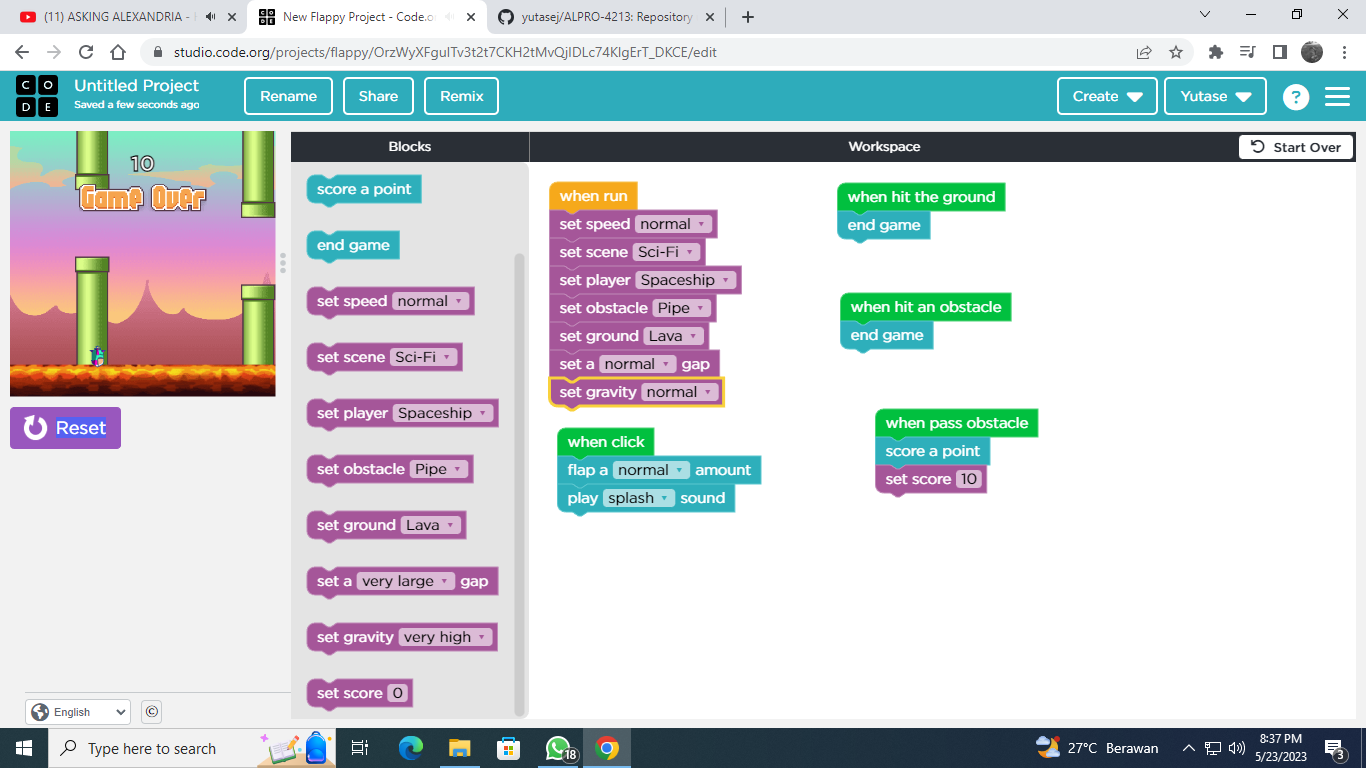 (11) ASKING ALEXANDRIA -
New Flappy Project - Code.o
yutasej/ALPRO-4213: Repository
studio.code.org/projects/flappy/OrzWyXFguITv3t2t7CKH2tMvQjIDLc74KIgErT_DKCE/edit
C O D E
Untitled Project
Saved a few seconds ago
Rename
Share
Remix
Create
Yutase
?
Blocks
Workspace
Start Over
10
Game Over
Reset
score a point
end game
set speed normal
set scene Sci-Fi
set player Spaceship
set obstacle Pipe
set ground Lava
set a very large gap
set gravity very high
set score 0
when run
set speed normal
set scene Sci-Fi
set player Spaceship
set obstacle Pipe
set ground Lava
set a normal gap
set gravity normal
when click
flap a normal amount
play splash sound
when hit the ground
end game
when hit an obstacle
end game
when pass obstacle
score a point
set score 10
English
©
Type here to search
18
27°C Berawan
8:37 PM
5/23/2023
3